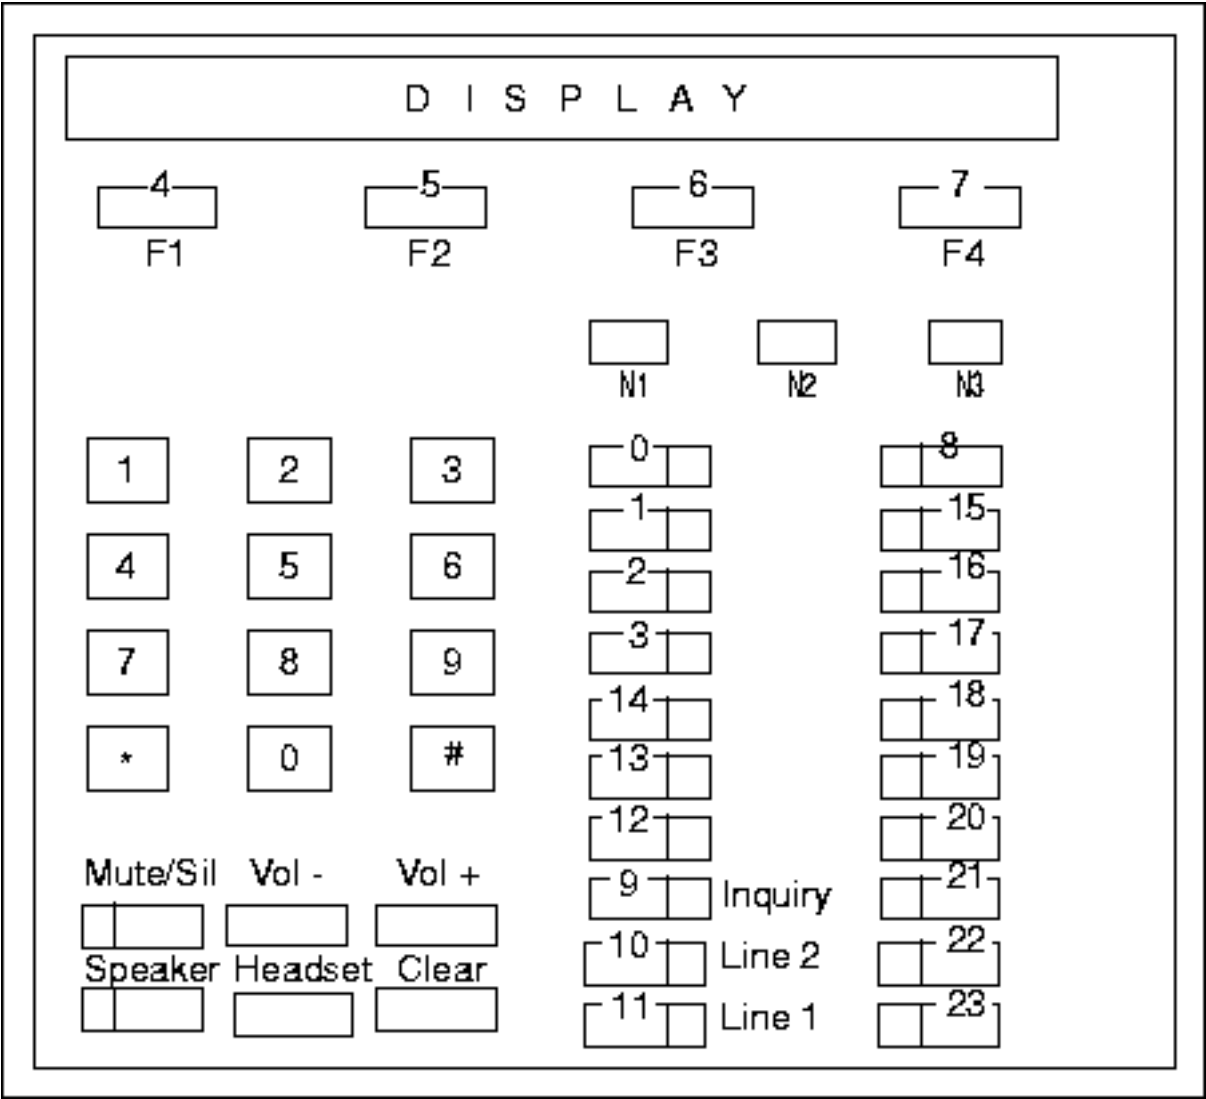 D I S P L A Y
4 5 6 7
F1 F2 F3 F4
N1 N2 N3
1 2 3 0 8
1 15
4 5 6 2 16
7 8 9 3 17
14 18
* 0 # 13 19
12 20
Mute/Sil Vol - Vol + 9 Inquiry 21
10 Line 2 22
Speaker Headset Clear
11 Line 1 23